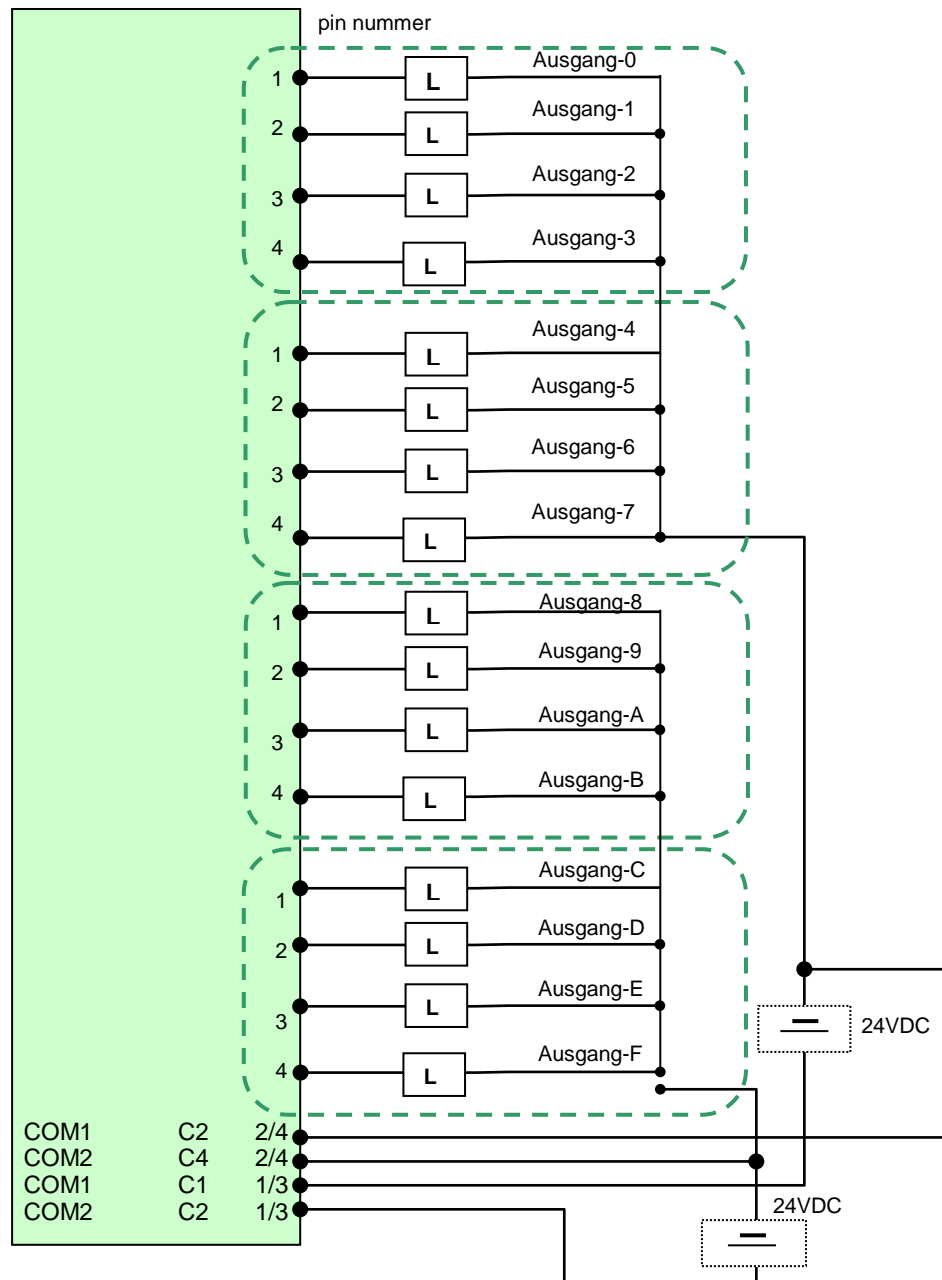 pin nummer
1 L Ausgang-0
2 L Ausgang-1
3 L Ausgang-2
4 L Ausgang-3
1 L Ausgang-4
2 L Ausgang-5
3 L Ausgang-6
4 L Ausgang-7
1 L Ausgang-8
2 L Ausgang-9
3 L Ausgang-A
4 L Ausgang-B
1 L Ausgang-C
2 L Ausgang-D
3 L Ausgang-E
24VDC
4 L Ausgang-F
COM1 C2 2/4
COM2 C4 2/4
COM1 C1 1/3
COM2 C2 1/3
24VDC